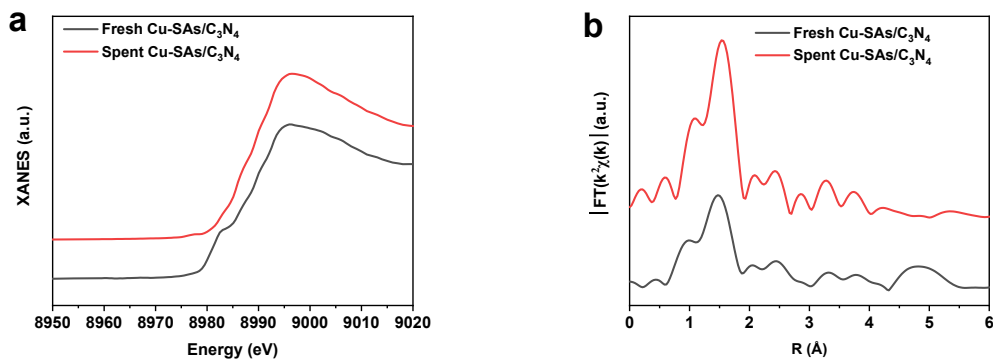 a
Fresh Cu-SAs/C₃N₄
Spent Cu-SAs/C₃N₄
XANES (a.u.)
8950 8960 8970 8980 8990 9000 9010 9020
Energy (eV)
b
Fresh Cu-SAs/C₃N₄
Spent Cu-SAs/C₃N₄
|FT(k²χ(k)| (a.u.)
0 1 2 3 4 5 6
R (Å)